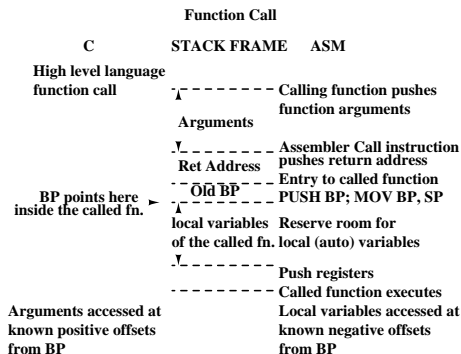 Function Call
C STACK FRAME ASM
High level language
function call
Calling function pushes
function arguments
Arguments
Assembler Call instruction
pushes return address
Ret Address
Entry to called function
Old BP
PUSH BP; MOV BP, SP
BP points here
inside the called fn.
local variables
of the called fn.
Reserve room for
local (auto) variables
Push registers
Called function executes
Arguments accessed at
known positive offsets
from BP
Local variables accessed at
known negative offsets
from BP